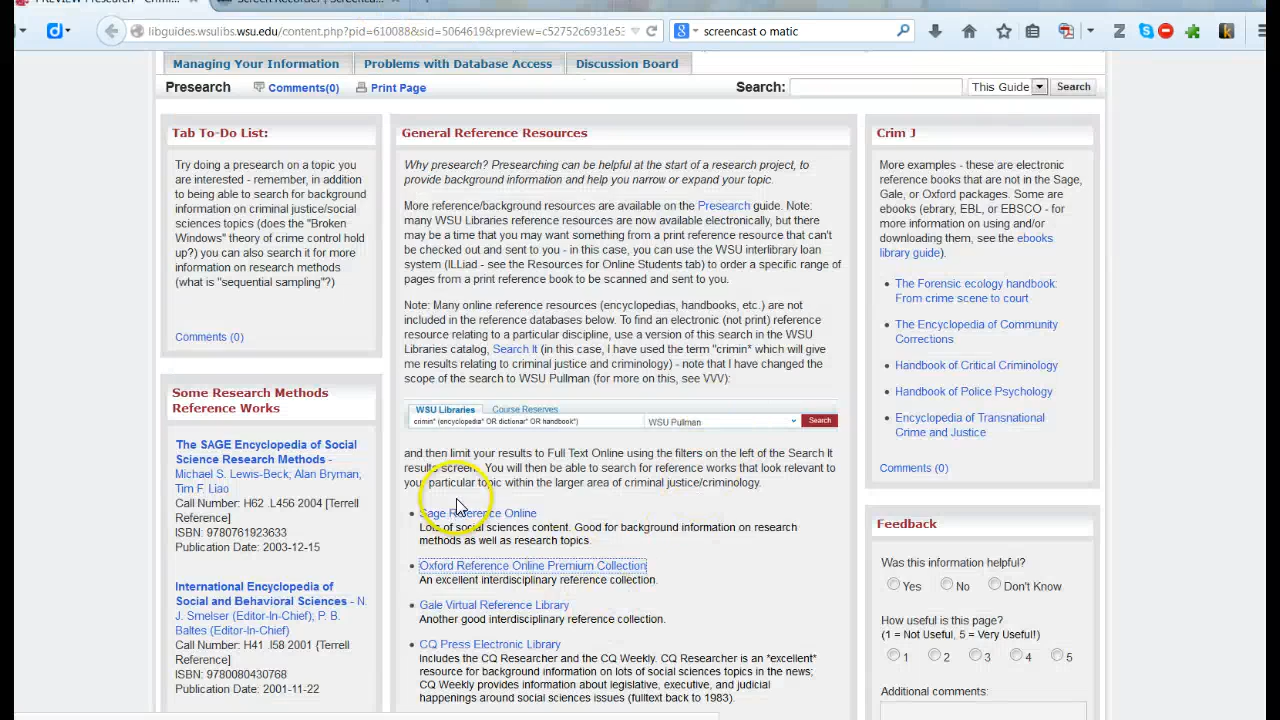 libguides.wsulibs.wsu.edu/content.php?pid=610088&sid=5064619&preview=c52752c6931e53
screencast o matic
Managing Your Information
Problems with Database Access
Discussion Board
Presearch
Comments(0)
Print Page
Search:
This Guide
Search
Tab To-Do List:
Try doing a presearch on a topic you
are interested - remember, in addition
to being able to search for background
information on criminal justice/social
sciences topics (does the "Broken
Windows" theory of crime control hold
up?) you can also search it for more
information on research methods
(what is "sequential sampling"?)
Comments (0)
Some Research Methods
Reference Works
The SAGE Encyclopedia of Social
Science Research Methods -
Michael S. Lewis-Beck; Alan Bryman,
Tim F. Liao
Call Number: H62 .L456 2004 [Terrell
Reference]
ISBN: 9780761923633
Publication Date: 2003-12-15
International Encyclopedia of
Social and Behavioral Sciences - N.
J. Smelser (Editor-In-Chief); P. B.
Baltes (Editor-In-Chief)
Call Number: H41 .I58 2001 [Terrell
Reference]
ISBN: 9780080430768
Publication Date: 2001-11-22
General Reference Resources
Why presearch? Presearching can be helpful at the start of a research project, to
provide background information and help you narrow or expand your topic.
More reference/background resources are available on the Presearch guide. Note:
many WSU Libraries reference resources are now available electronically, but there
may be a time that you may want something from a print reference resource that can't
be checked out and sent to you - in this case, you can use the WSU interlibrary loan
system (ILLiad - see the Resources for Online Students tab) to order a specific range of
pages from a print reference book to be scanned and sent to you.
Note: Many online reference resources (encyclopedias, handbooks, etc.) are not
included in the reference databases below. To find an electronic (not print) reference
resource relating to a particular discipline, use a version of this search in the WSU
Libraries catalog, Search It (in this case, I have used the term "crimin* which will give
me results relating to criminal justice and criminology) - note that I have changed the
scope of the search to WSU Pullman (for more on this, see VVV):
WSU Libraries
Course Reserves
crimin* (encyclopedia* OR dictionar* OR handbook*)
WSU Pullman
Search
and then limit your results to Full Text Online using the filters on the left of the Search It
results screen. You will then be able to search for reference works that look relevant to
your particular topic within the larger area of criminal justice/criminology.
Sage Reference Online
Lots of social sciences content. Good for background information on research
methods as well as research topics.
Oxford Reference Online Premium Collection
An excellent interdisciplinary reference collection.
Gale Virtual Reference Library
Another good interdisciplinary reference collection.
CQ Press Electronic Library
Includes the CQ Researcher and the CQ Weekly. CQ Researcher is an *excellent*
resource for background information on lots of social sciences topics in the news;
CQ Weekly provides information about legislative, executive, and judicial
happenings around social sciences issues (fulltext back to 1983).
Crim J
More examples - these are electronic
reference books that are not in the Sage,
Gale, or Oxford packages. Some are
ebooks (ebrary, EBL, or EBSCO - for
more information on using and/or
downloading them, see the ebooks
library guide).
The Forensic ecology handbook:
From crime scene to court
The Encyclopedia of Community
Corrections
Handbook of Critical Criminology
Handbook of Police Psychology
Encyclopedia of Transnational
Crime and Justice
Comments (0)
Feedback
Was this information helpful?
Yes
No
Don't Know
How useful is this page?
(1 = Not Useful, 5 = Very Useful!)
1
2
3
4
5
Additional comments: